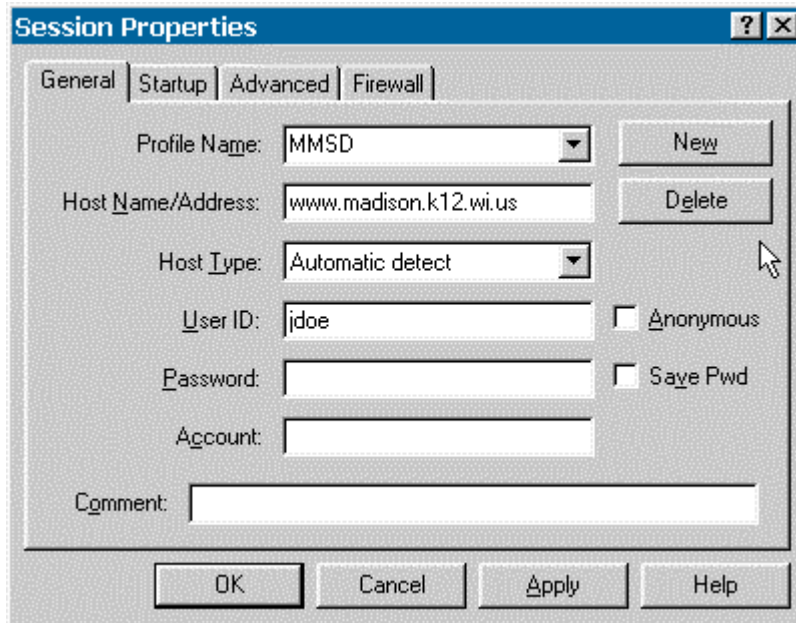 Session Properties
General Startup Advanced Firewall
Profile Name: MMSD New
Host Name/Address: www.madison.k12.wi.us Delete
Host Type: Automatic detect
User ID: jdoe Anonymous
Password: Save Pwd
Account:
Comment:
OK Cancel Apply Help